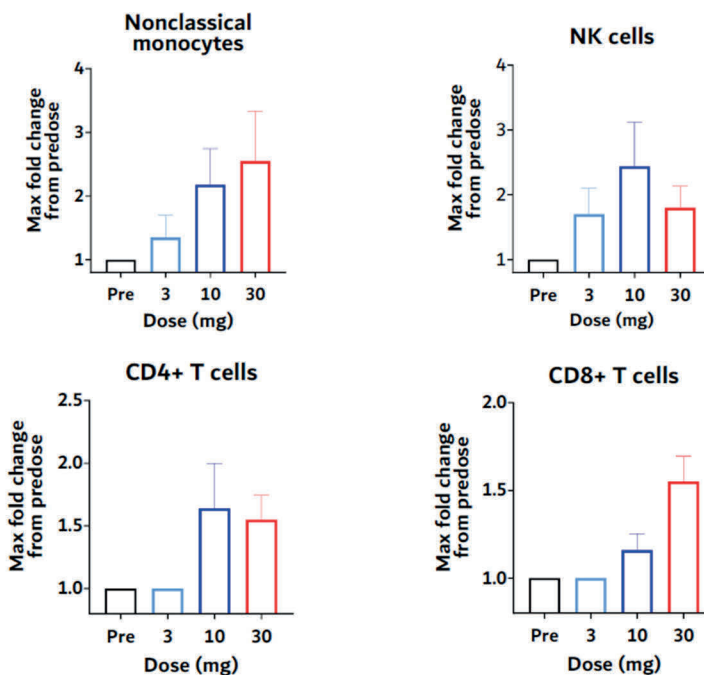 Nonclassical
monocytes
Max fold change
from predose
4
3
2
1
Pre 3 10 30
Dose (mg)
NK cells
Max fold change
from predose
4
3
2
1
Pre 3 10 30
Dose (mg)
CD4+ T cells
Max fold change
from predose
2.5
2.0
1.5
1.0
Pre 3 10 30
Dose (mg)
CD8+ T cells
Max fold change
from predose
2.0
1.5
1.0
Pre 3 10 30
Dose (mg)